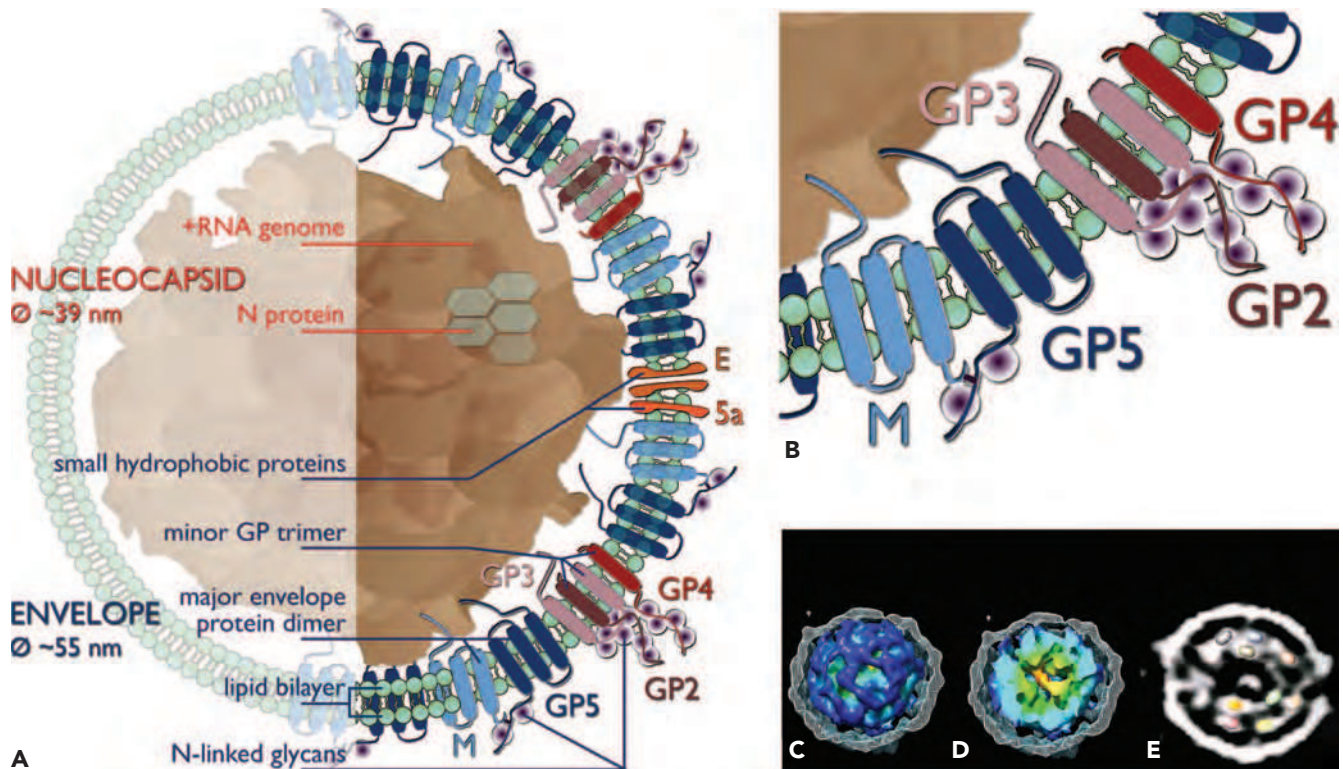 +RNA genome
NUCLEOCAPSID
Ø ~39 nm
N protein
E
5a
small hydrophobic proteins
minor GP trimer
GP3
GP4
major envelope
protein dimer
ENVELOPE
Ø ~55 nm
GP2
lipid bilayer
GP5
M
N-linked glycans
A
GP3
GP4
GP2
GP5
M
B
C
D
E